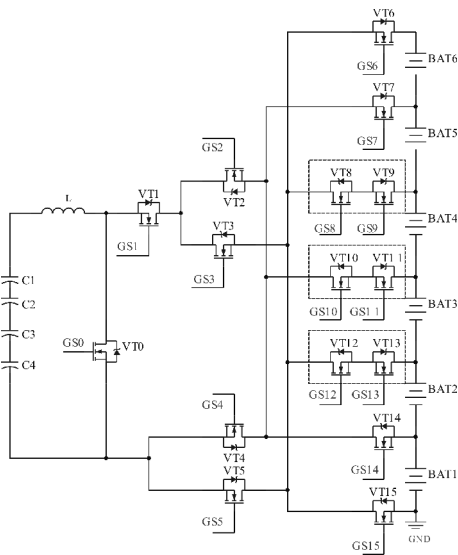 VT6
BAT6
GS6
VT7
BAT5
GS2
GS7
VT8 VT9
VT2
L
VT1
VT3
GS8 GS9
BAT4
GS1
VT10 VT11
C1
GS3
C2
GS10 GS11
BAT3
C3
VT12 VT13
GS0
VT0
C4
GS12 GS13
BAT2
GS4
VT14
VT4
VT5
GS14
BAT1
VT15
GS5
GND
GS15